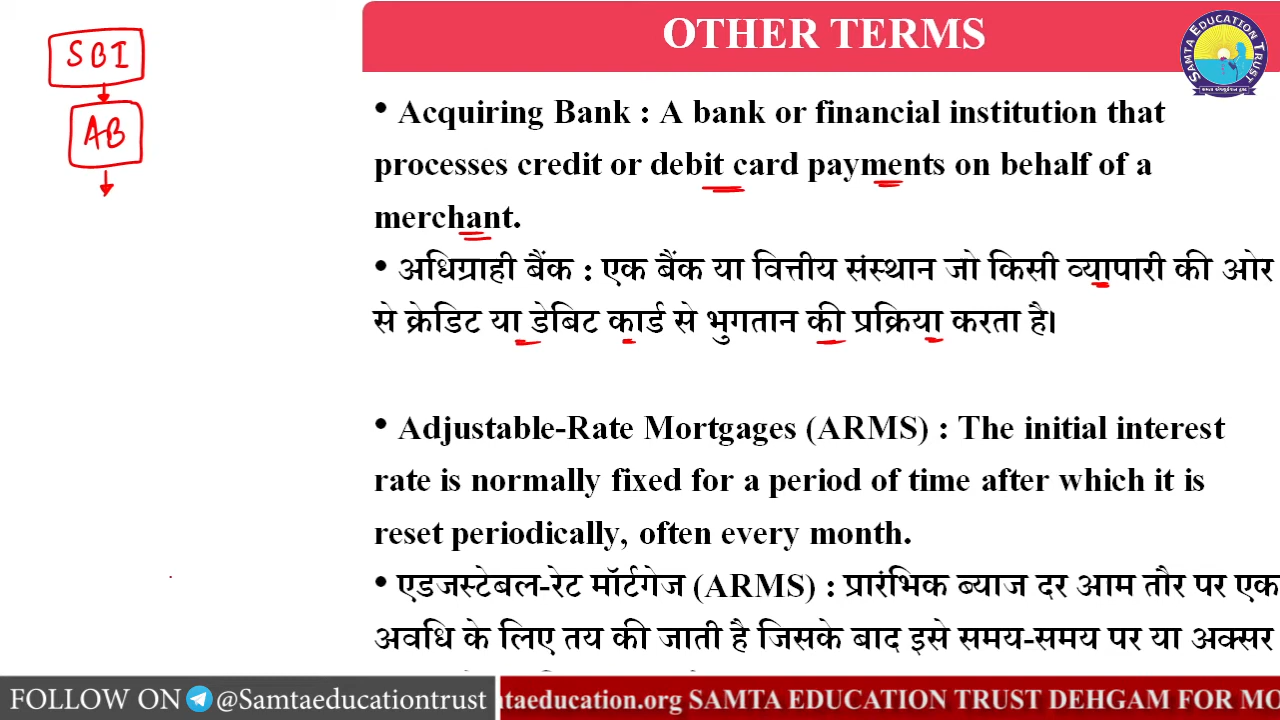 SBI
AB
OTHER TERMS
SAMTA EDUCATION TRUST
• Acquiring Bank : A bank or financial institution that
processes credit or debit card payments on behalf of a
merchant.
• अधिग्राही बैंक : एक बैंक या वित्तीय संस्थान जो किसी व्यापारी की ओर
से क्रेडिट या डेबिट कार्ड से भुगतान की प्रक्रिया करता है।
• Adjustable-Rate Mortgages (ARMS) : The initial interest
rate is normally fixed for a period of time after which it is
reset periodically, often every month.
• एडजस्टेबल-रेट मॉर्टगेज (ARMS) : प्रारंभिक ब्याज दर आम तौर पर एक
अवधि के लिए तय की जाती है जिसके बाद इसे समय-समय पर या अक्सर
FOLLOW ON @Samtaeducationtrust
ntaeducation.org SAMTA EDUCATION TRUST DEHGAM FOR MO